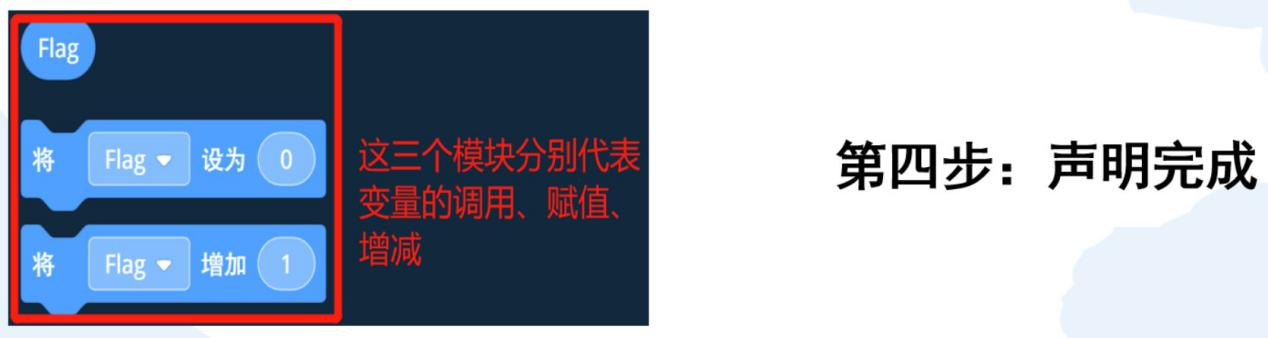 Flag
将 Flag 设为 0
将 Flag 增加 1
这三个模块分别代表
变量的调用、赋值、
增减
第四步：声明完成